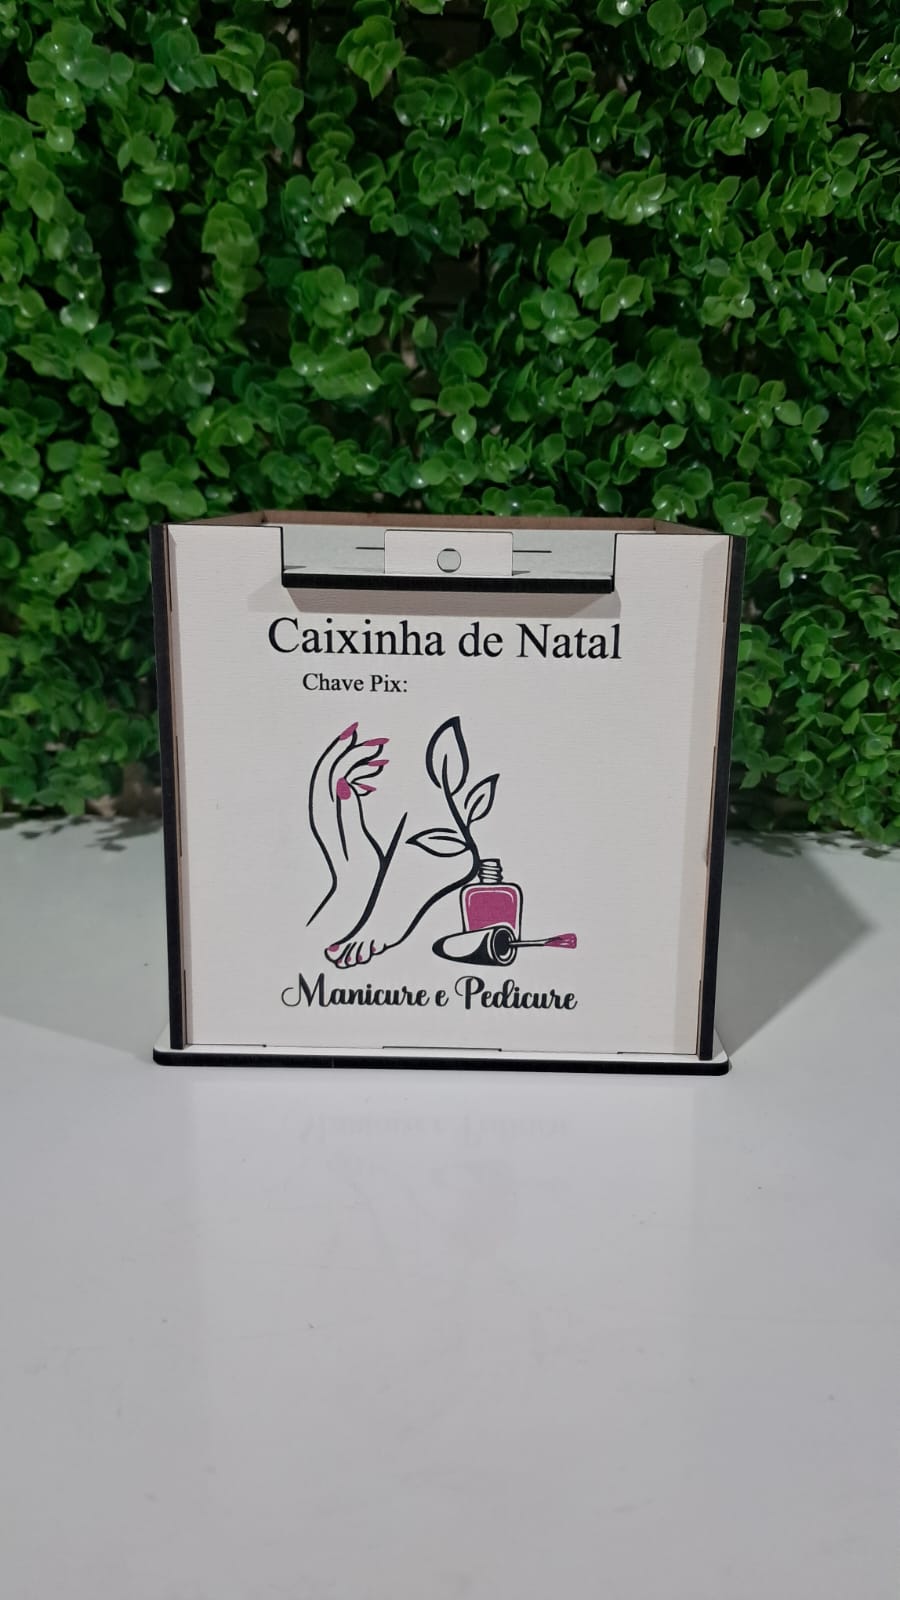 Caixinha de Natal
Chave Pix:
Manicure e Pedicure